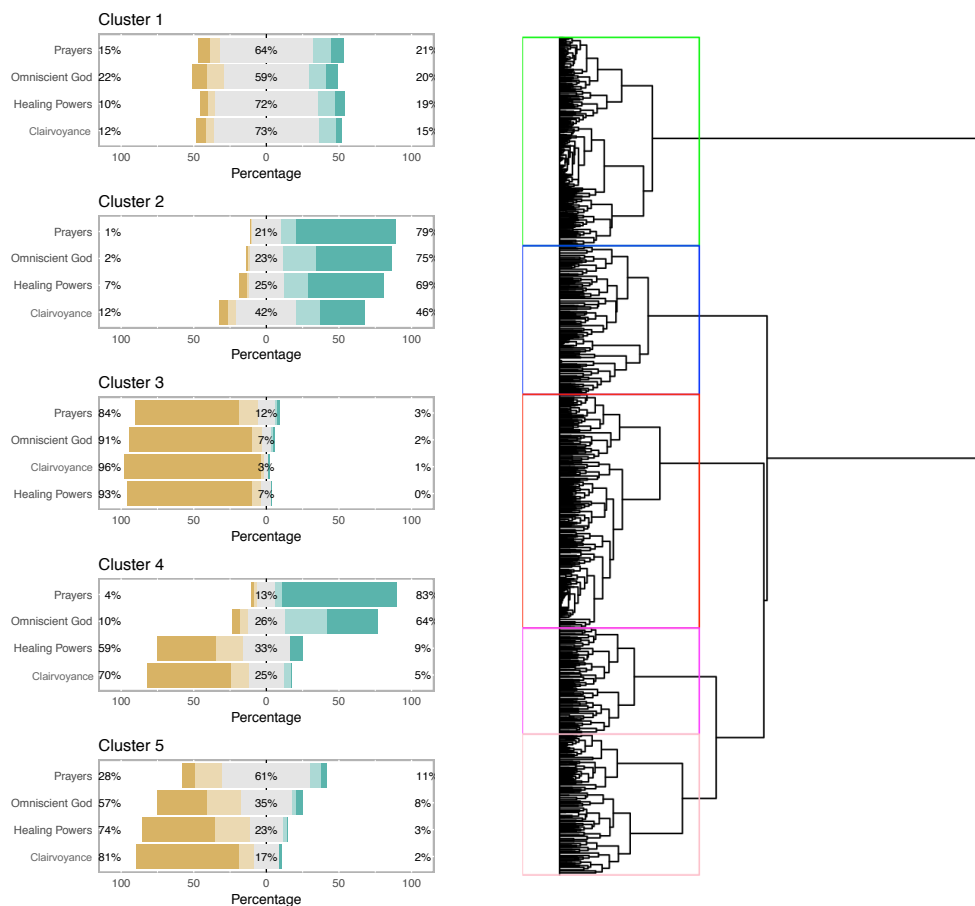 Cluster 1
Prayers 15% 64% 21%
Omniscient God 22% 59% 20%
Healing Powers 10% 72% 19%
Clairvoyance 12% 73% 15%
100 50 0 50 100
Percentage
Cluster 2
Prayers 1% 21% 79%
Omniscient God 2% 23% 75%
Healing Powers 7% 25% 69%
Clairvoyance 12% 42% 46%
100 50 0 50 100
Percentage
Cluster 3
Prayers 84% 12% 3%
Omniscient God 91% 7% 2%
Clairvoyance 96% 3% 1%
Healing Powers 93% 7% 0%
100 50 0 50 100
Percentage
Cluster 4
Prayers 4% 13% 83%
Omniscient God 10% 26% 64%
Healing Powers 59% 33% 9%
Clairvoyance 70% 25% 5%
100 50 0 50 100
Percentage
Cluster 5
Prayers 28% 61% 11%
Omniscient God 57% 35% 8%
Healing Powers 74% 23% 3%
Clairvoyance 81% 17% 2%
100 50 0 50 100
Percentage